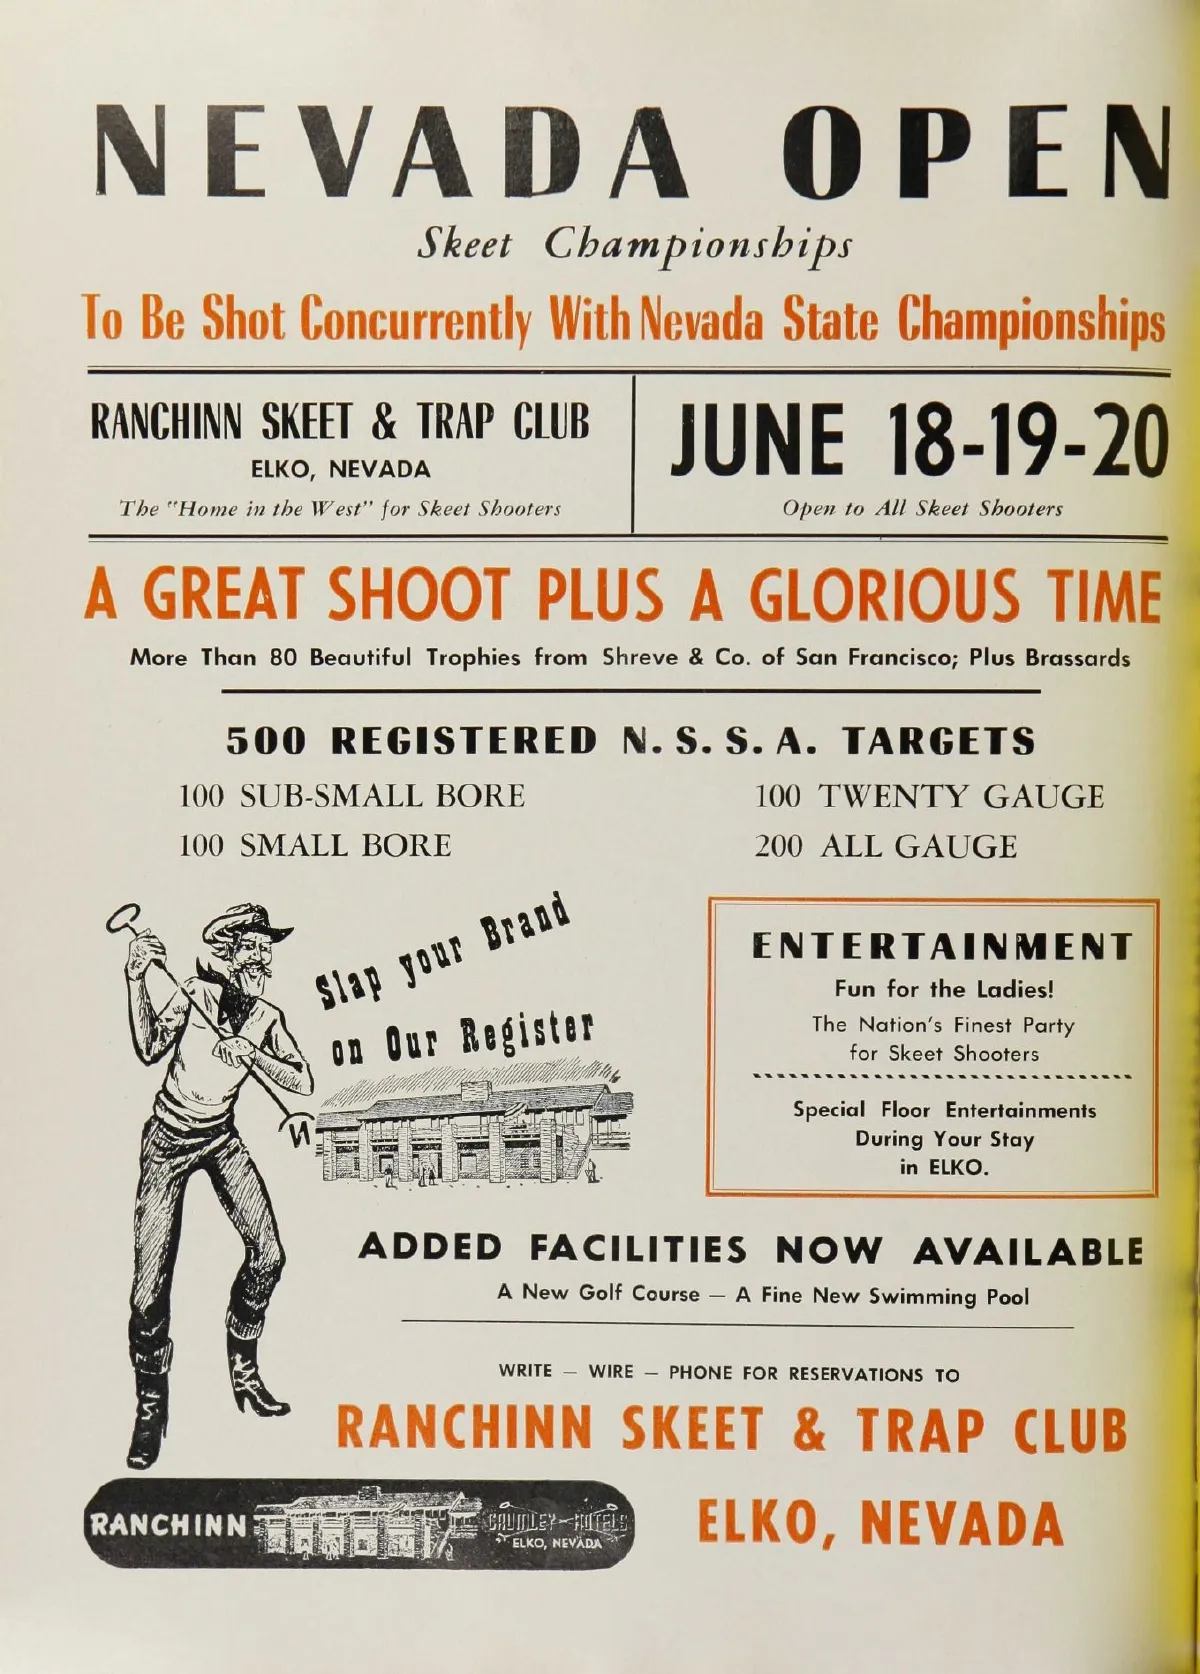 NEVADA OPEN
Skeet Championships
To Be Shot Concurrently With Nevada State Championships
RANCHINN SKEET & TRAP CLUB
ELKO, NEVADA
The "Home in the West" for Skeet Shooters
JUNE 18-19-20
Open to All Skeet Shooters
A GREAT SHOOT PLUS A GLORIOUS TIME
More Than 80 Beautiful Trophies from Shreve & Co. of San Francisco; Plus Brassards
500 REGISTERED N. S. S. A. TARGETS
100 SUB-SMALL BORE
100 SMALL BORE
100 TWENTY GAUGE
200 ALL GAUGE
Slap your Brand
on Our Register
ENTERTAINMENT
Fun for the Ladies!
The Nation's Finest Party
for Skeet Shooters
Special Floor Entertainments
During Your Stay
in ELKO.
ADDED FACILITIES NOW AVAILABLE
A New Golf Course — A Fine New Swimming Pool
WRITE — WIRE — PHONE FOR RESERVATIONS TO
RANCHINN SKEET & TRAP CLUB
ELKO, NEVADA
RANCHINN
CRUMLEY HOTELS
ELKO, NEVADA